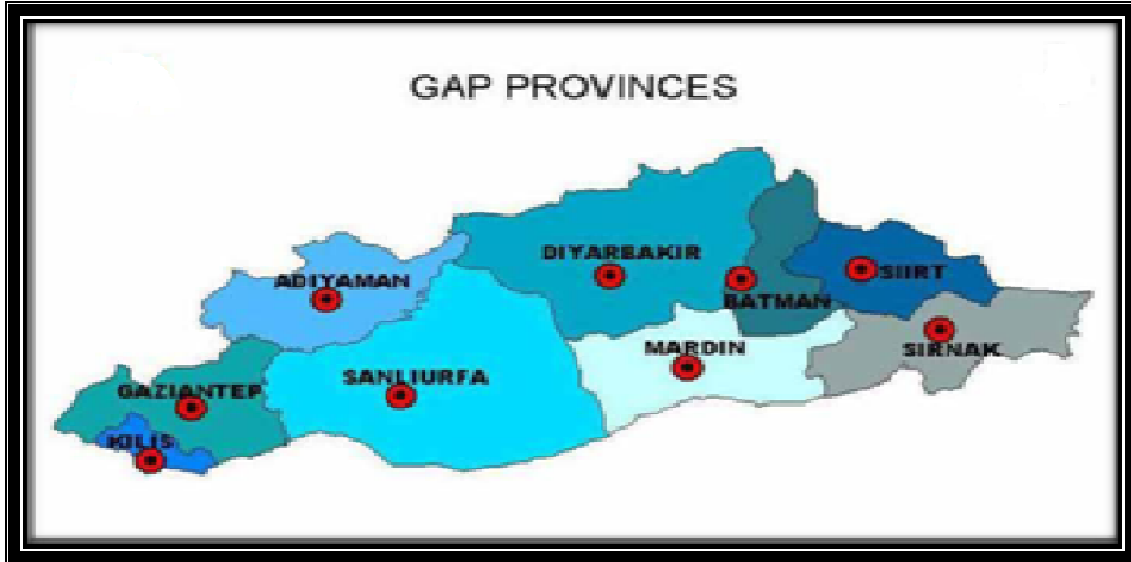 GAP PROVINCES
DIYARBAKIR
ADIYAMAN
SIIRT
BATMAN
MARDIN
SIRNAK
SANLIURFA
GAZIANTEP
KILIS